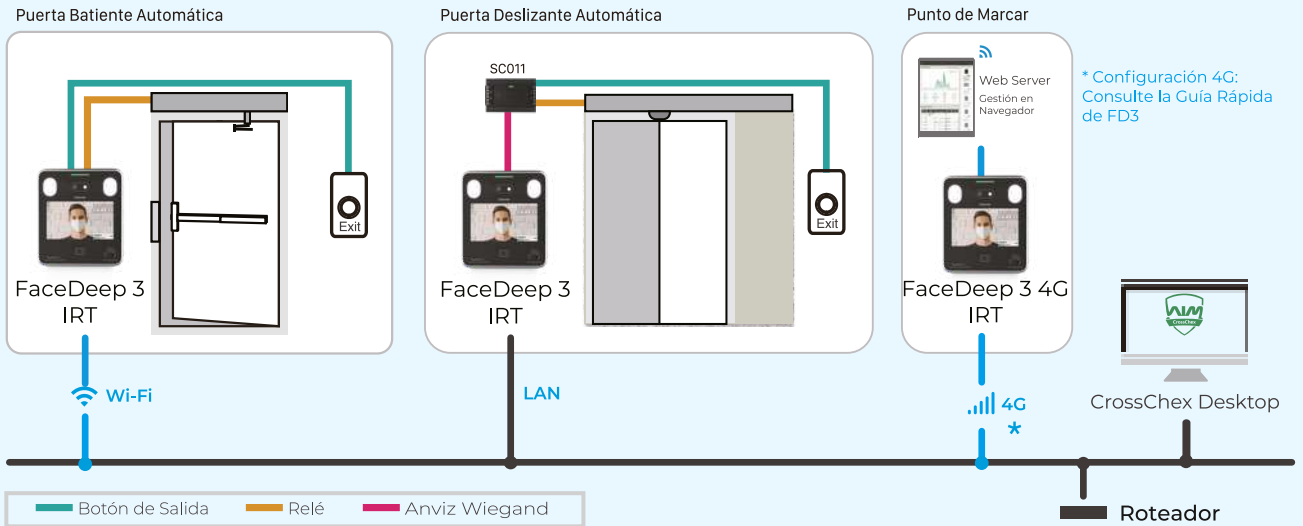 Puerta Batiente Automática
Exit
FaceDeep 3
IRT
Wi-Fi
Puerta Deslizante Automática
SC011
Exit
FaceDeep 3
IRT
LAN
Punto de Marcar
Web Server
Gestión en
Navegador
FaceDeep 3 4G
IRT
4G
*
* Configuración 4G:
Consulte la Guía Rápida
de FD3
AIM
CrossChex
CrossChex Desktop
Botón de Salida
Relé
Anviz Wiegand
Roteador